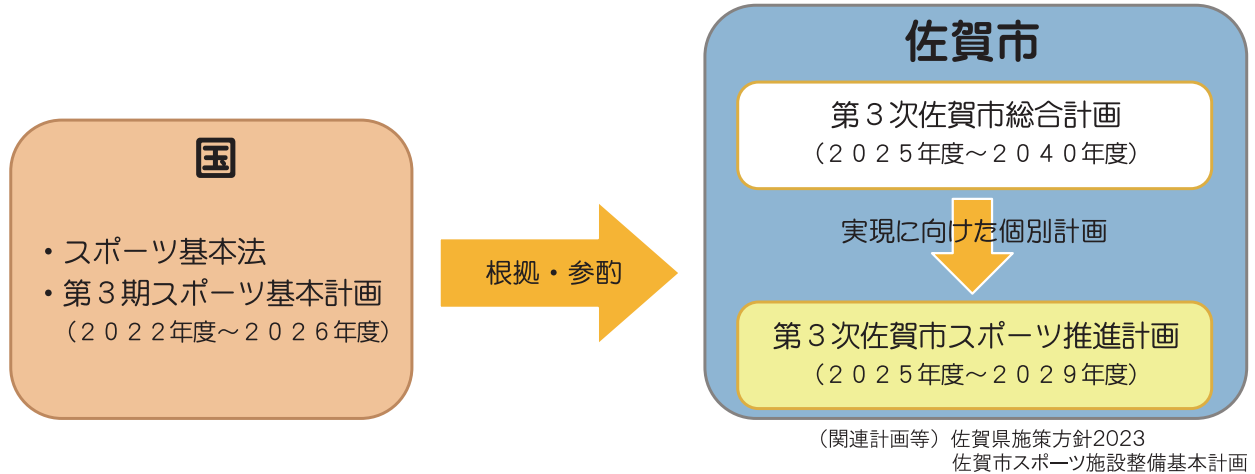 国
・スポーツ基本法
・第３期スポーツ基本計画
（２０２２年度～２０２６年度）
根拠・参酌
佐賀市
第３次佐賀市総合計画
（２０２５年度～２０４０年度）
実現に向けた個別計画
第３次佐賀市スポーツ推進計画
（２０２５年度～２０２９年度）
（関連計画等）佐賀県施策方針2023
佐賀市スポーツ施設整備基本計画